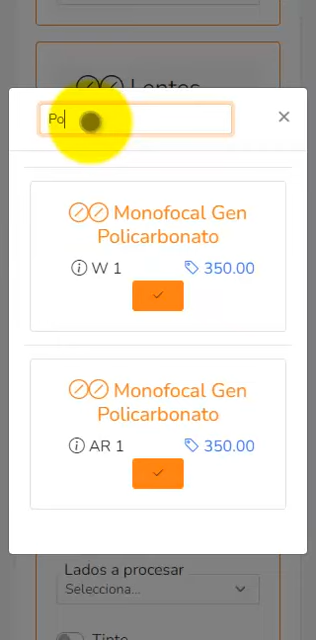 Lentes
Po
×
Monofocal Gen
Policarbonato
W 1
350.00
Monofocal Gen
Policarbonato
AR 1
350.00
Lados a procesar
Selecciona...
Tinte